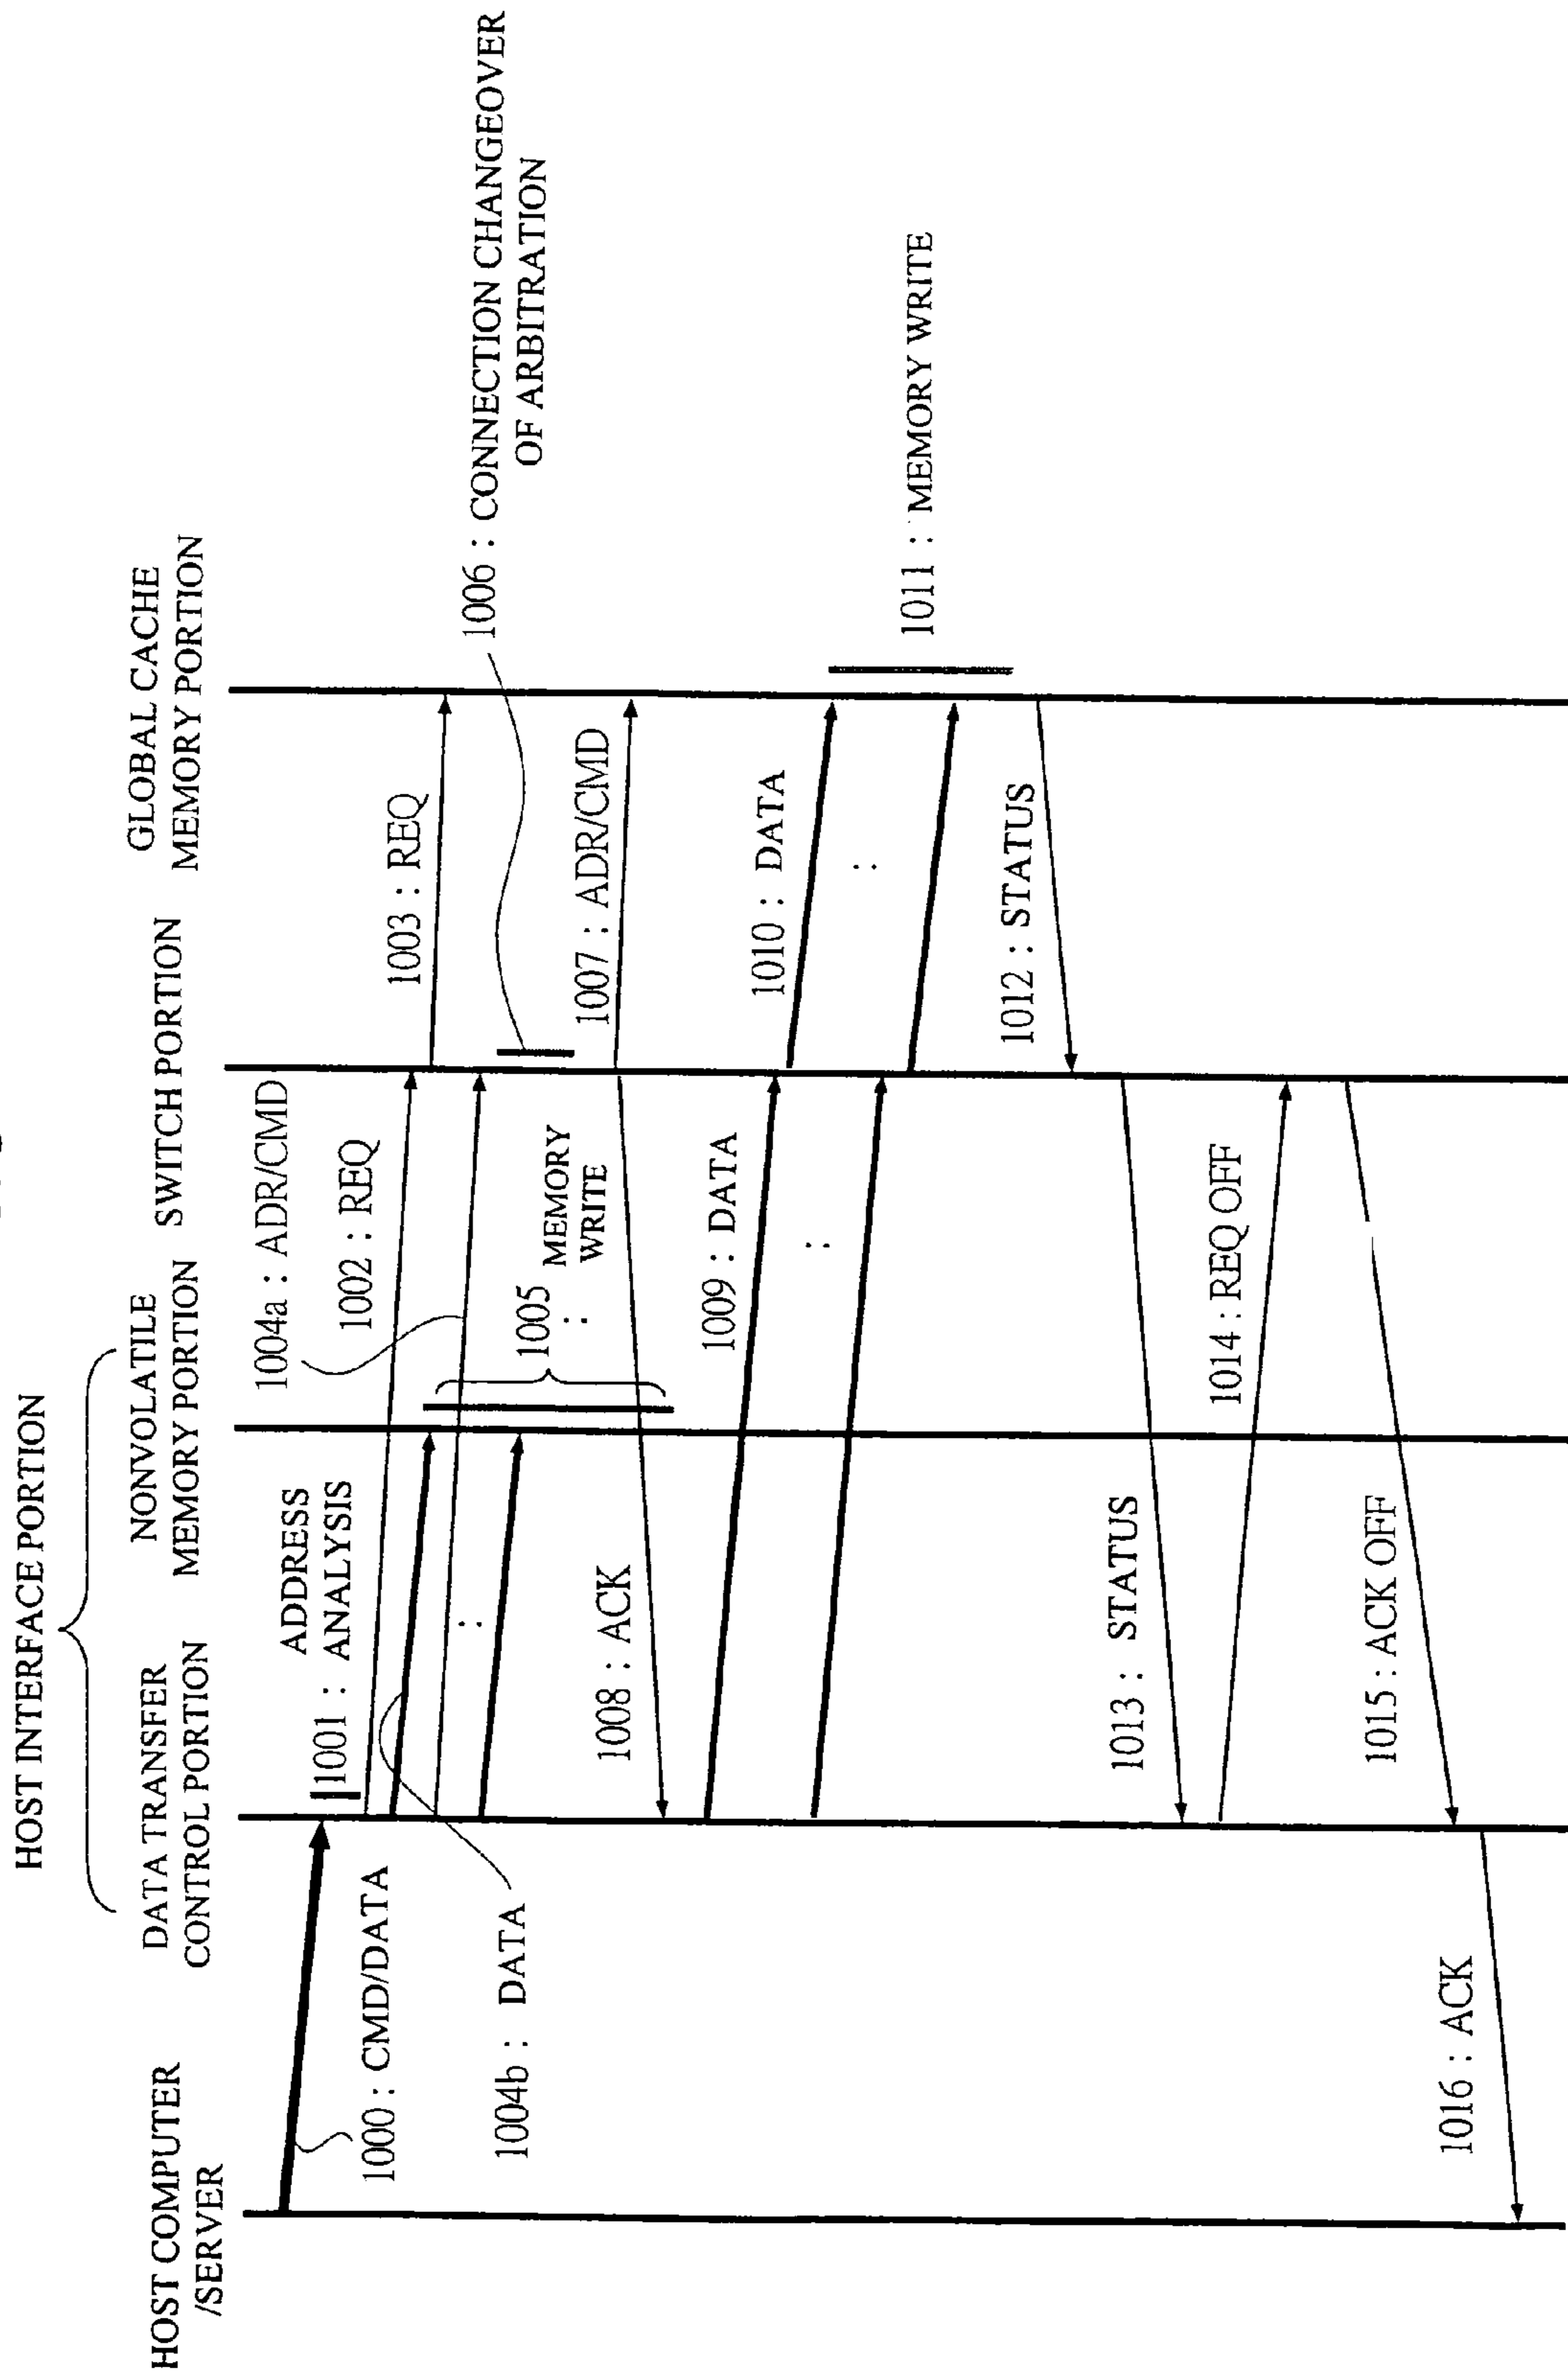 HOST INTERFACE PORTION
HOST COMPUTER
/SERVER
DATA TRANSFER
CONTROL PORTION
NONVOLATILE
MEMORY PORTION
SWITCH PORTION
GLOBAL CACHE
MEMORY PORTION
1000 : CMD/DATA
ADDRESS
1001 : ANALYSIS
1004a : ADR/CMD
1002 : REQ
1003 : REQ
1004b : DATA
1005 : MEMORY
WRITE
1006 : CONNECTION CHANGEOVER
OF ARBITRATION
1007 : ADR/CMD
1008 : ACK
1009 : DATA
1010 : DATA
1011 : MEMORY WRITE
1012 : STATUS
1013 : STATUS
1014 : REQ OFF
1015 : ACK OFF
1016 : ACK